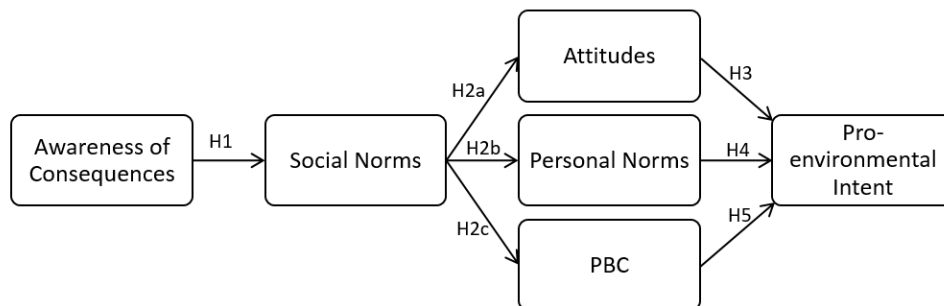 Attitudes
H3
H2a
Awareness of
Consequences
H1
Social Norms
H2b
Personal Norms
H4
Pro-
environmental
Intent
H2c
H5
PBC